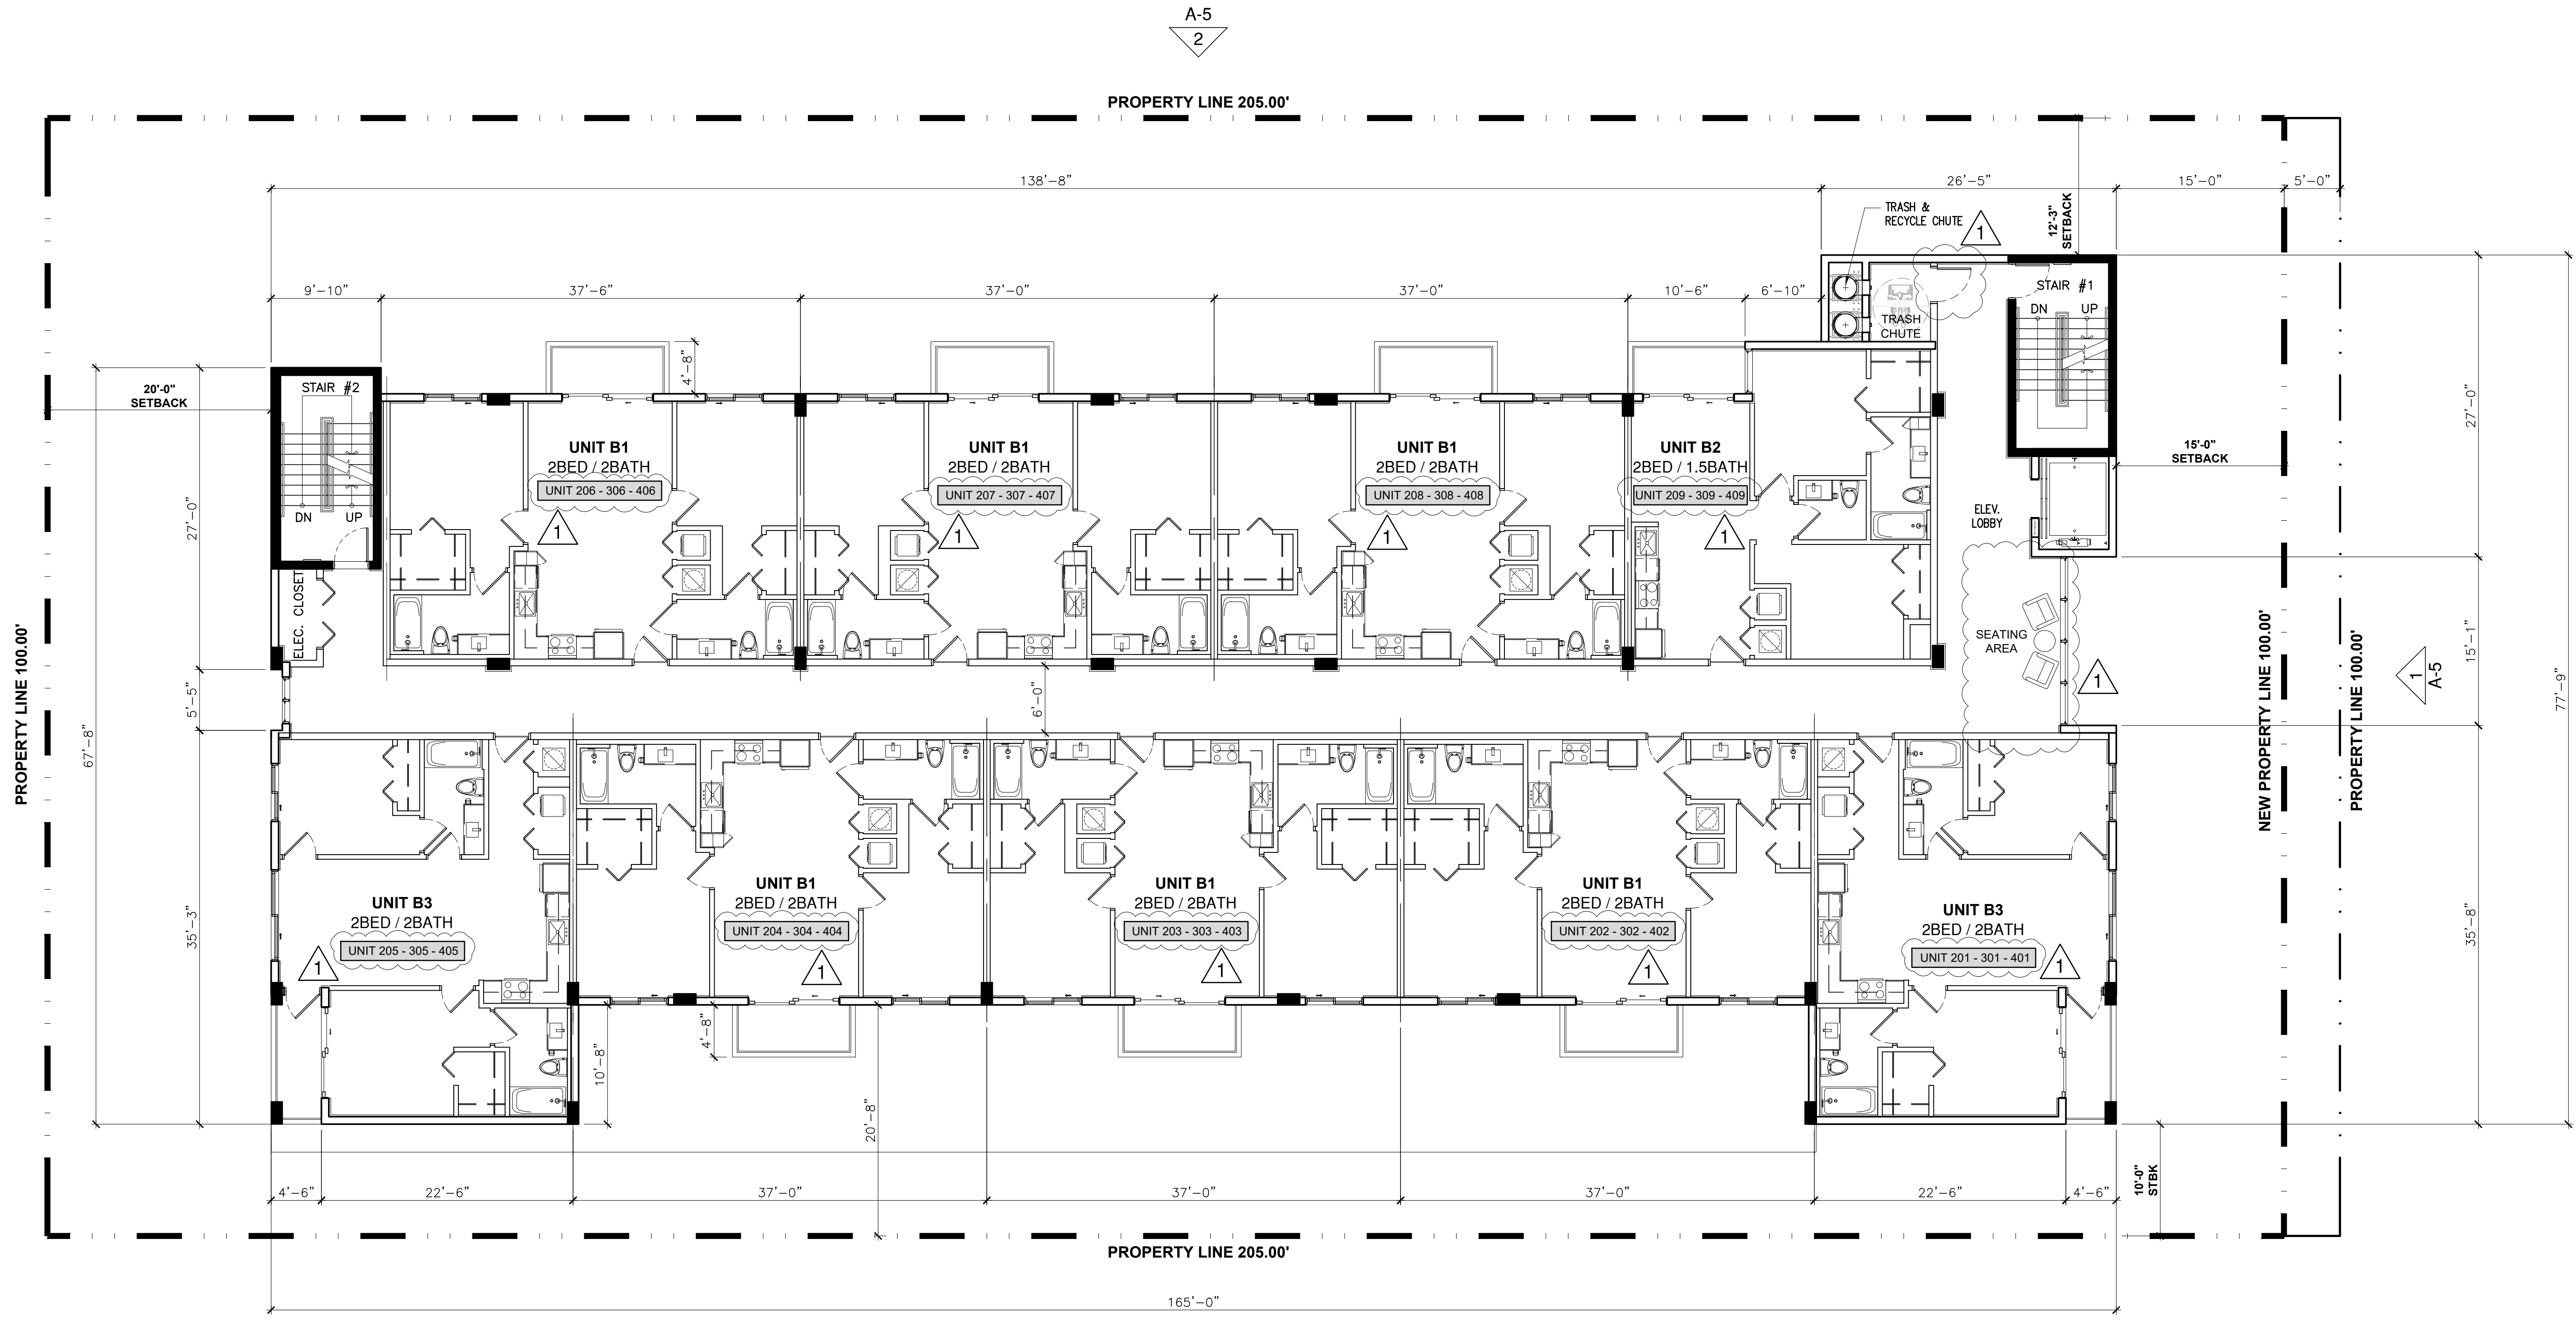 A-5
2
PROPERTY LINE 205.00'
138'-8"
26'-5"
15'-0"
5'-0"
TRASH &
RECYCLE CHUTE
1
12'-3"
SETBACK
9'-10"
37'-6"
37'-0"
37'-0"
10'-6"
6'-10"
STAIR #1
DN
UP
TRASH
CHUTE
4'-8"
20'-0"
SETBACK
STAIR #2
DN
UP
27'-0"
ELEC. CLOSET
UNIT B1
2BED / 2BATH
UNIT 206 - 306 - 406
1
UNIT B1
2BED / 2BATH
UNIT 207 - 307 - 407
1
UNIT B1
2BED / 2BATH
UNIT 208 - 308 - 408
1
UNIT B2
2BED / 1.5BATH
UNIT 209 - 309 - 409
1
ELEV.
LOBBY
SEATING
AREA
1
15'-0"
SETBACK
27'-0"
15'-1"
77'-9"
1
A-5
PROPERTY LINE 100.00'
67'-8"
5'-5"
6'-0"
NEW PROPERTY LINE 100.00'
PROPERTY LINE 100.00'
35'-3"
UNIT B3
2BED / 2BATH
UNIT 205 - 305 - 405
1
UNIT B1
2BED / 2BATH
UNIT 204 - 304 - 404
1
UNIT B1
2BED / 2BATH
UNIT 203 - 303 - 403
1
UNIT B1
2BED / 2BATH
UNIT 202 - 302 - 402
1
UNIT B3
2BED / 2BATH
UNIT 201 - 301 - 401
1
35'-8"
4'-8"
10'-8"
20'-8"
10'-0"
STBK
4'-6"
22'-6"
37'-0"
37'-0"
37'-0"
22'-6"
4'-6"
PROPERTY LINE 205.00'
165'-0"